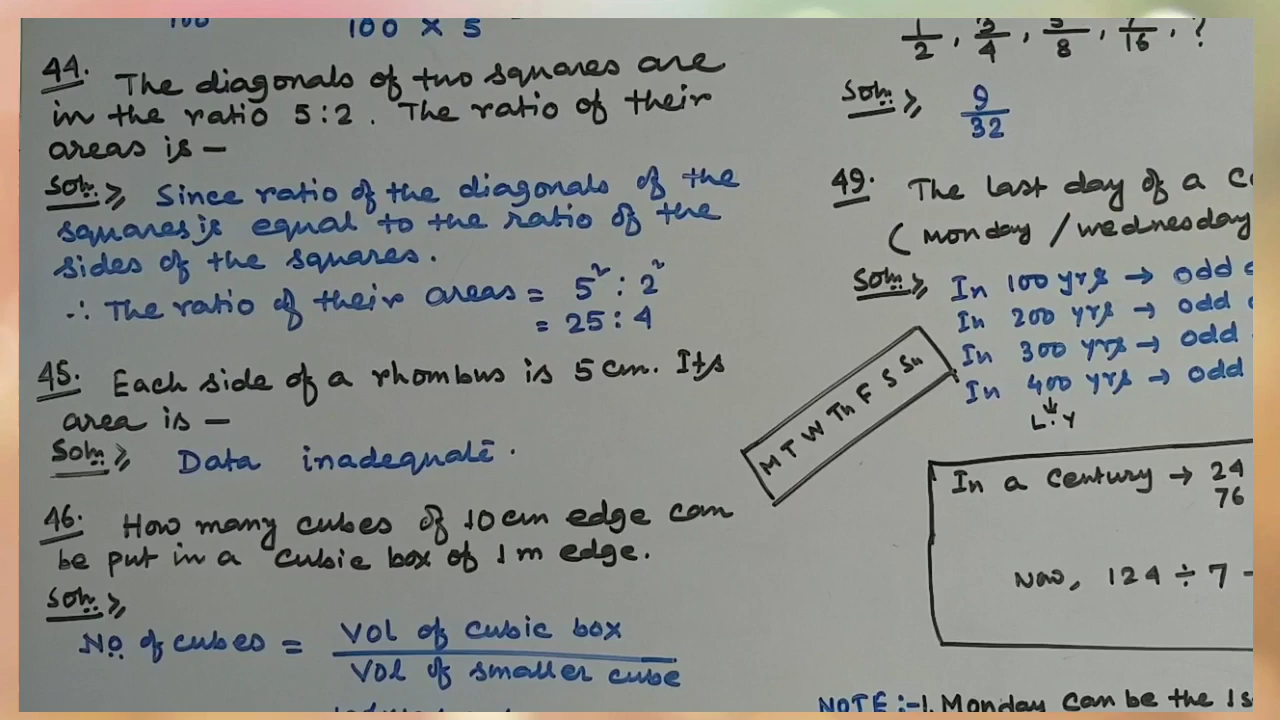 100 100 × 5
44. The diagonals of two squares are
in the ratio 5:2. The ratio of their
areas is —
Soln. ⇒ Since ratio of the diagonals of the
squares is equal to the ratio of the
sides of the squares.
∴ The ratio of their areas = 5² : 2²
= 25 : 4
45. Each side of a rhombus is 5 cm. Its
area is —
Soln. ⇒ Data inadequate.
46. How many cubes of 10 cm edge can
be put in a cubic box of 1 m edge.
Soln. ⇒
No. of cubes = Vol of cubic box
Vol of smaller cube
1/2, 3/4, 5/8, 7/16, ?
Soln. ⇒ 9/32
49. The last day of a
(Monday / Wednesday
Soln. ⇒ In 100 yrs → odd
In 200 yrs → odd
In 300 yrs → odd
In 400 yrs → odd
L.Y
M T W Th F S Su
In a Century → 24
76
Now, 124 ÷ 7
NOTE :- 1. Monday can be the 1s